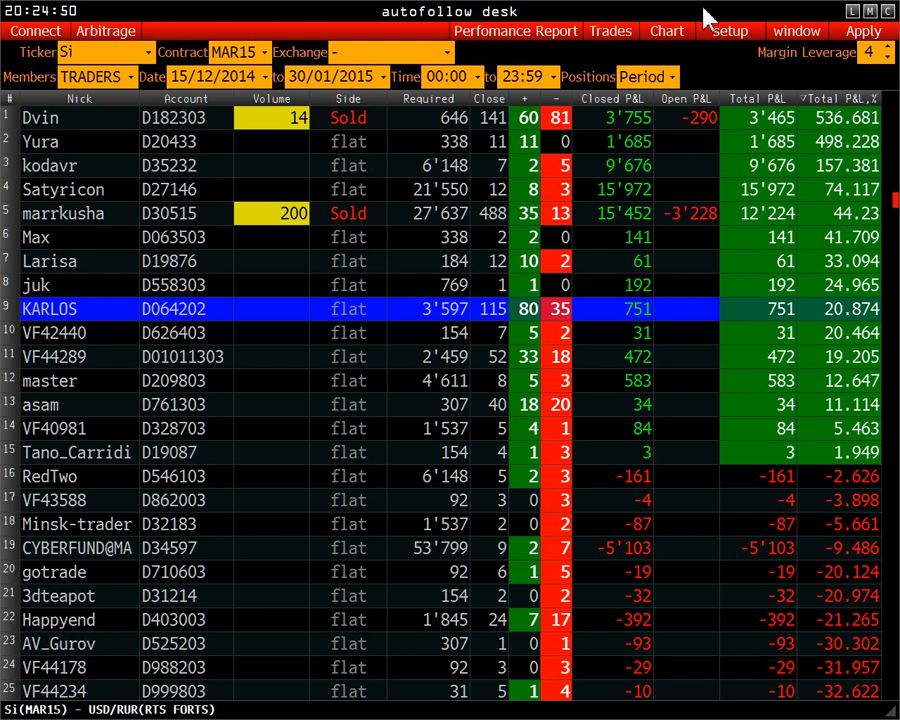 20:24:50 autofollow desk L M C
Connect Arbitrage Perfomance Report Trades Chart setup window Apply
Ticker Si Contract MAR15 Exchange - Margin Leverage 4
Members TRADERS Date 15/12/2014 to 30/01/2015 Time 00:00 to 23:59 Positions Period
# Nick Account Volume Side Required Close + - Closed P&L Open P&L Total P&L ▽Total P&L,%
1 Dvin D182303 14 Sold 646 141 60 81 3'755 -290 3'465 536.681
2 Yura D20433 flat 338 11 11 0 1'685 1'685 498.228
3 kodavr D35232 flat 6'148 7 2 5 9'676 9'676 157.381
4 Satyricon D27146 flat 21'550 12 8 3 15'972 15'972 74.117
5 marrkusha D30515 200 Sold 27'637 488 35 13 15'452 -3'228 12'224 44.23
6 Max D063503 flat 338 2 2 0 141 141 41.709
7 Larisa D19876 flat 184 12 10 2 61 61 33.094
8 juk D558303 flat 769 1 1 0 192 192 24.965
9 KARLOS D064202 flat 3'597 115 80 35 751 751 20.874
10 VF42440 D626403 flat 154 7 5 2 31 31 20.464
11 VF44289 D01011303 flat 2'459 52 33 18 472 472 19.205
12 master D209803 flat 4'611 8 5 3 583 583 12.647
13 asam D761303 flat 307 40 18 20 34 34 11.114
14 VF40981 D328703 flat 1'537 5 4 1 84 84 5.463
15 Tano_Carridi D19087 flat 154 4 1 3 3 3 1.949
16 RedTwo D546103 flat 6'148 5 2 3 -161 -161 -2.626
17 VF43588 D862003 flat 92 3 0 3 -4 -4 -3.898
18 Minsk-trader D32183 flat 1'537 2 0 2 -87 -87 -5.661
19 CYBERFUND@MA D34597 flat 53'799 9 2 7 -5'103 -5'103 -9.486
20 gotrade D710603 flat 92 6 1 5 -19 -19 -20.124
21 3dteapot D31214 flat 154 2 0 2 -32 -32 -20.974
22 Happyend D403003 flat 1'845 24 7 17 -392 -392 -21.265
23 AV_Gurov D525203 flat 307 1 0 1 -93 -93 -30.302
24 VF44178 D988203 flat 92 3 0 3 -29 -29 -31.957
25 VF44234 D999803 flat 31 5 1 4 -10 -10 -32.622
Si(MAR15) - USD/RUR(RTS FORTS)